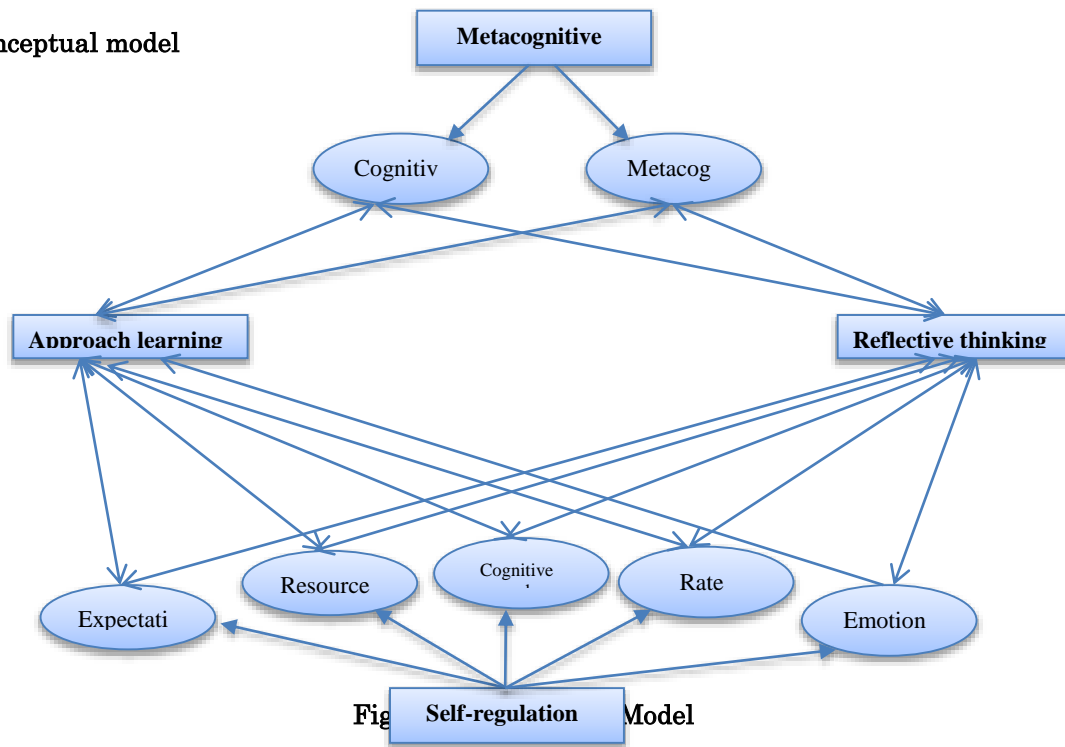 Metacognitive
nceptual model
Cognitiv
Metacog
Approach learning
Reflective thinking
Cognitive
Resource
Rate
Expectati
Emotion
Self-regulation
Fig Model